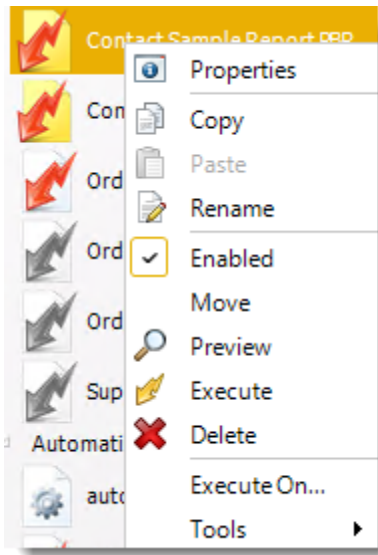 Contact Sample Report PBP
Properties
Con
Copy
Paste
Ord
Rename
Ord
Enabled
Move
Ord
Preview
Sup
Execute
Automati
Delete
auto
Execute On...
Tools